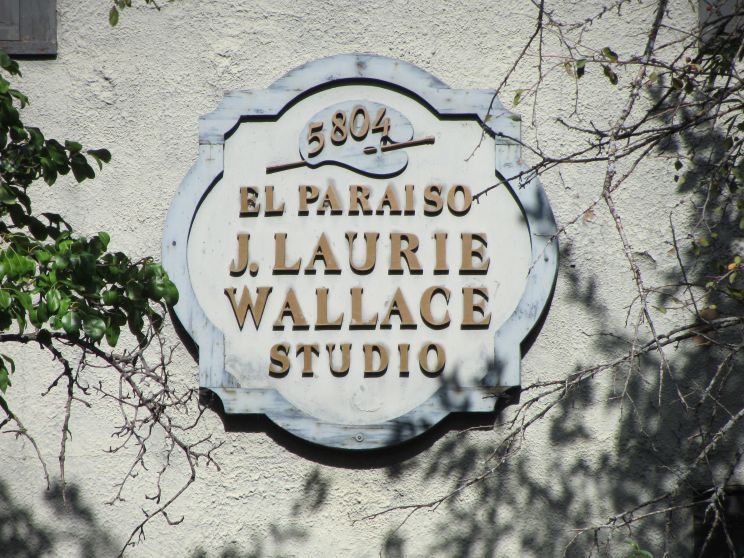 5804
EL PARAISO
J. LAURIE
WALLACE
STUDIO